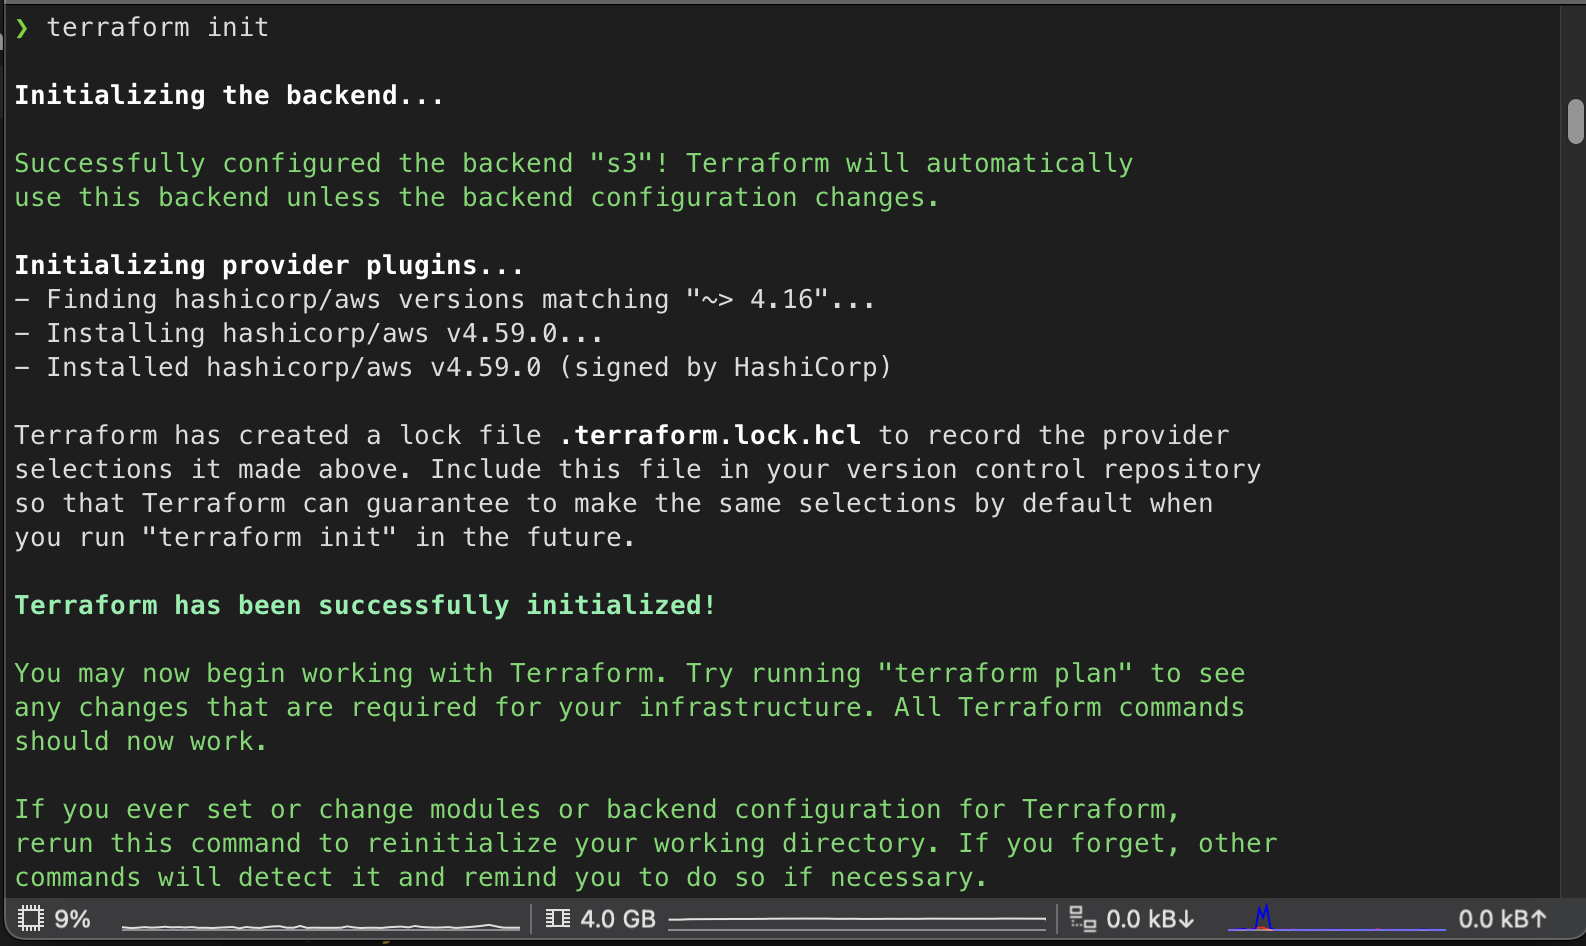 ❯ terraform init
Initializing the backend...
Successfully configured the backend "s3"! Terraform will automatically
use this backend unless the backend configuration changes.
Initializing provider plugins...
- Finding hashicorp/aws versions matching "~> 4.16"...
- Installing hashicorp/aws v4.59.0...
- Installed hashicorp/aws v4.59.0 (signed by HashiCorp)
Terraform has created a lock file .terraform.lock.hcl to record the provider
selections it made above. Include this file in your version control repository
so that Terraform can guarantee to make the same selections by default when
you run "terraform init" in the future.
Terraform has been successfully initialized!
You may now begin working with Terraform. Try running "terraform plan" to see
any changes that are required for your infrastructure. All Terraform commands
should now work.
If you ever set or change modules or backend configuration for Terraform,
rerun this command to reinitialize your working directory. If you forget, other
commands will detect it and remind you to do so if necessary.
9% 4.0 GB 0.0 kB↓ 0.0 kB↑